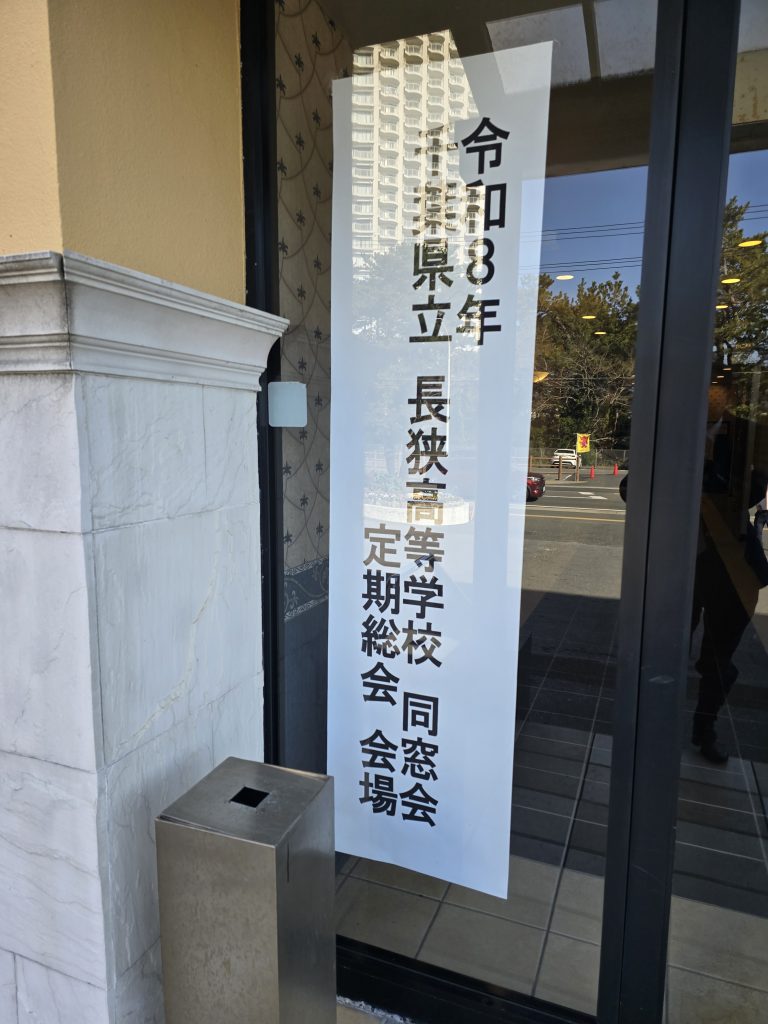 令和8年
千葉県立 長狭高等学校 同窓会
定期総会 会場